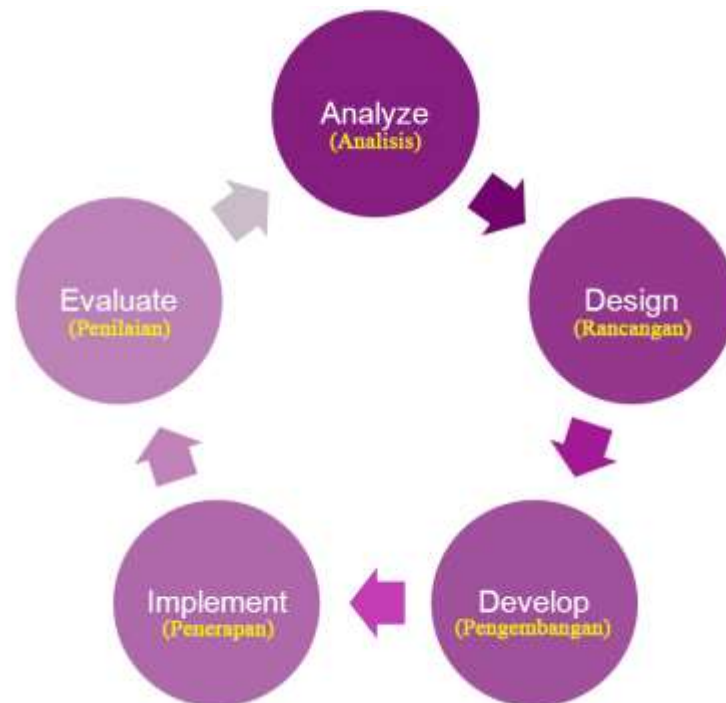 Analyze
(Analisis)
Design
(Rancangan)
Develop
(Pengembangan)
Implement
(Penerapan)
Evaluate
(Penilaian)